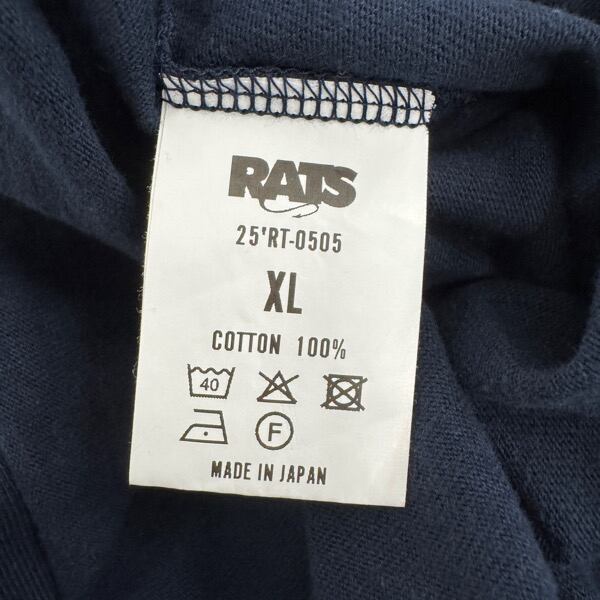 RATS
25'RT-0505
XL
COTTON 100%
40
F
MADE IN JAPAN